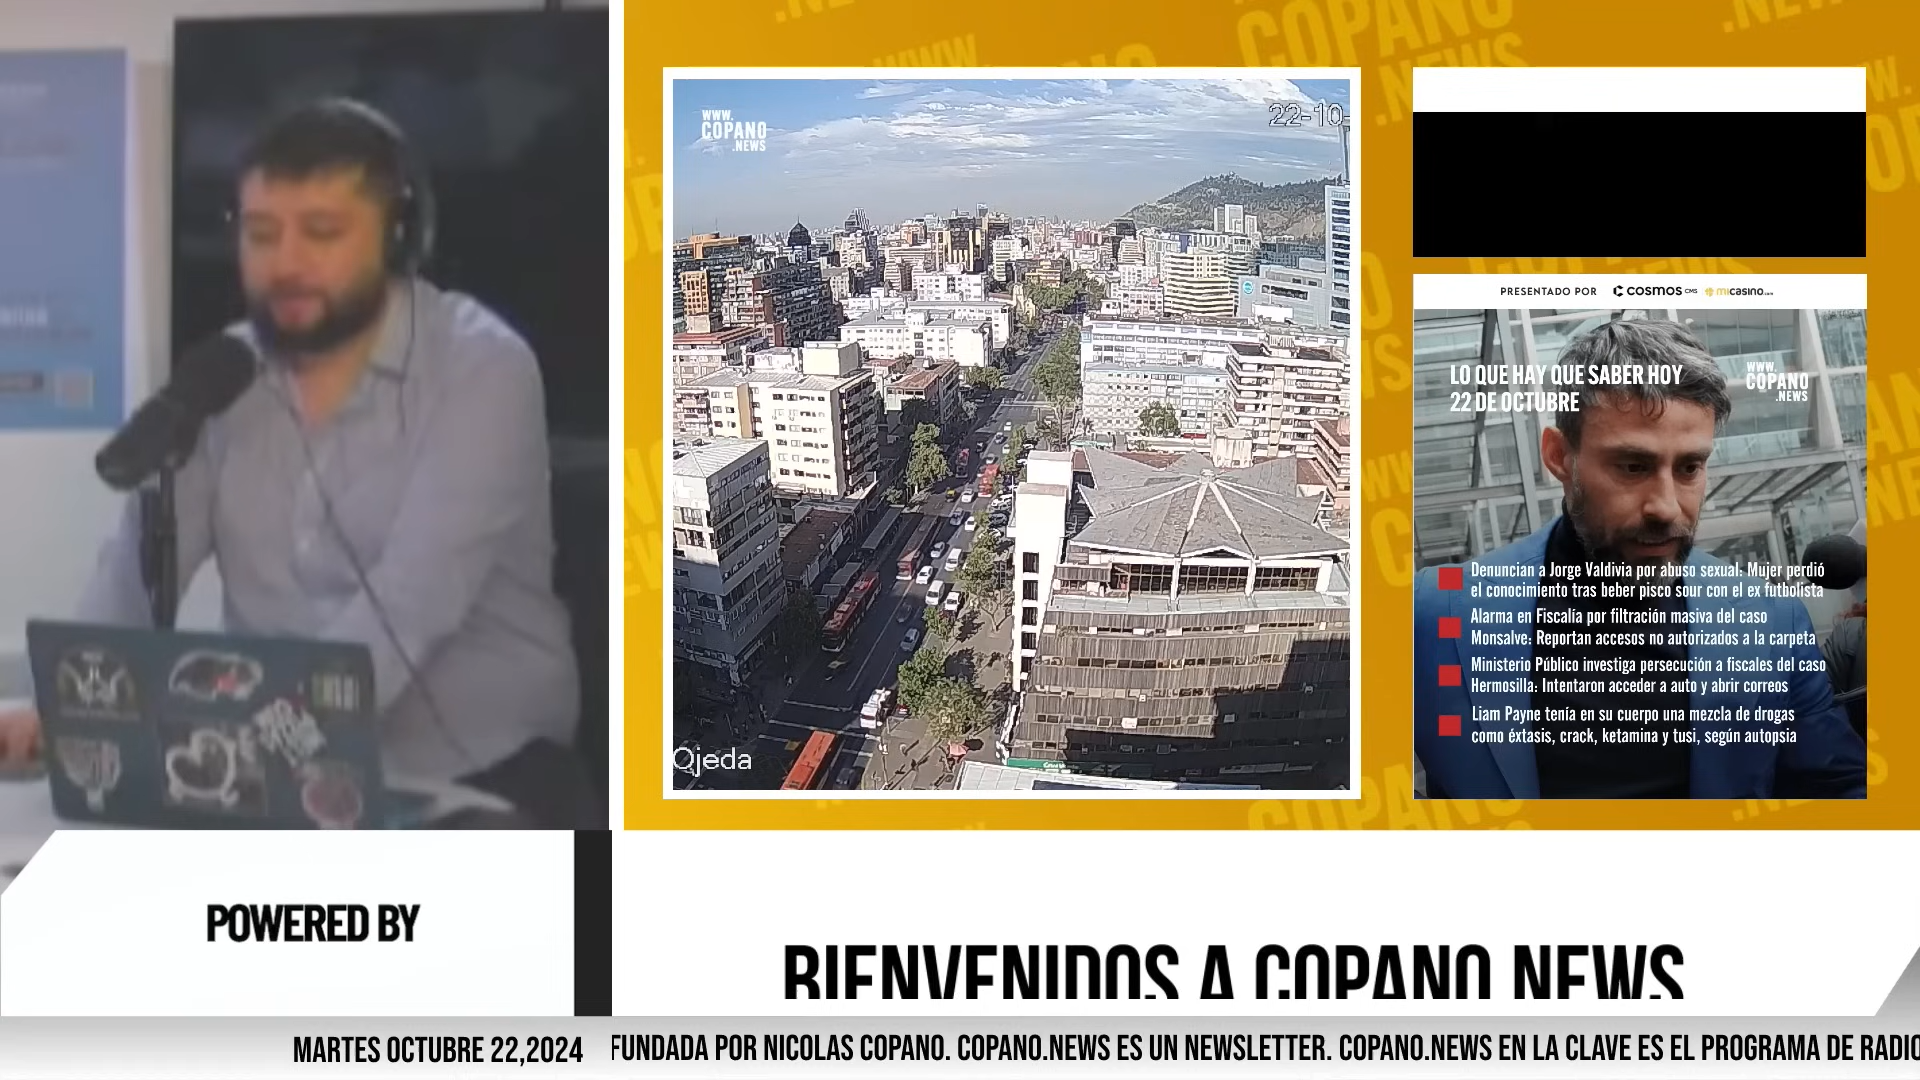 WWW.
COPANO
.NEWS
22-10-
Ojeda
PRESENTADO POR COSMOS CMS micasino.com
LO QUE HAY QUE SABER HOY
22 DE OCTUBRE
WWW.
COPANO
.NEWS
Denuncian a Jorge Valdivia por abuso sexual: Mujer perdió
el conocimiento tras beber pisco sour con el ex futbolista
Alarma en Fiscalía por filtración masiva del caso
Monsalve: Reportan accesos no autorizados a la carpeta
Ministerio Público investiga persecución a fiscales del caso
Hermosilla: Intentaron acceder a auto y abrir correos
Liam Payne tenía en su cuerpo una mezcla de drogas
como éxtasis, crack, ketamina y tusi, según autopsia
POWERED BY
BIENVENIDOS A COPANO NEWS
MARTES OCTUBRE 22,2024
FUNDADA POR NICOLAS COPANO. COPANO.NEWS ES UN NEWSLETTER. COPANO.NEWS EN LA CLAVE ES EL PROGRAMA DE RADIO